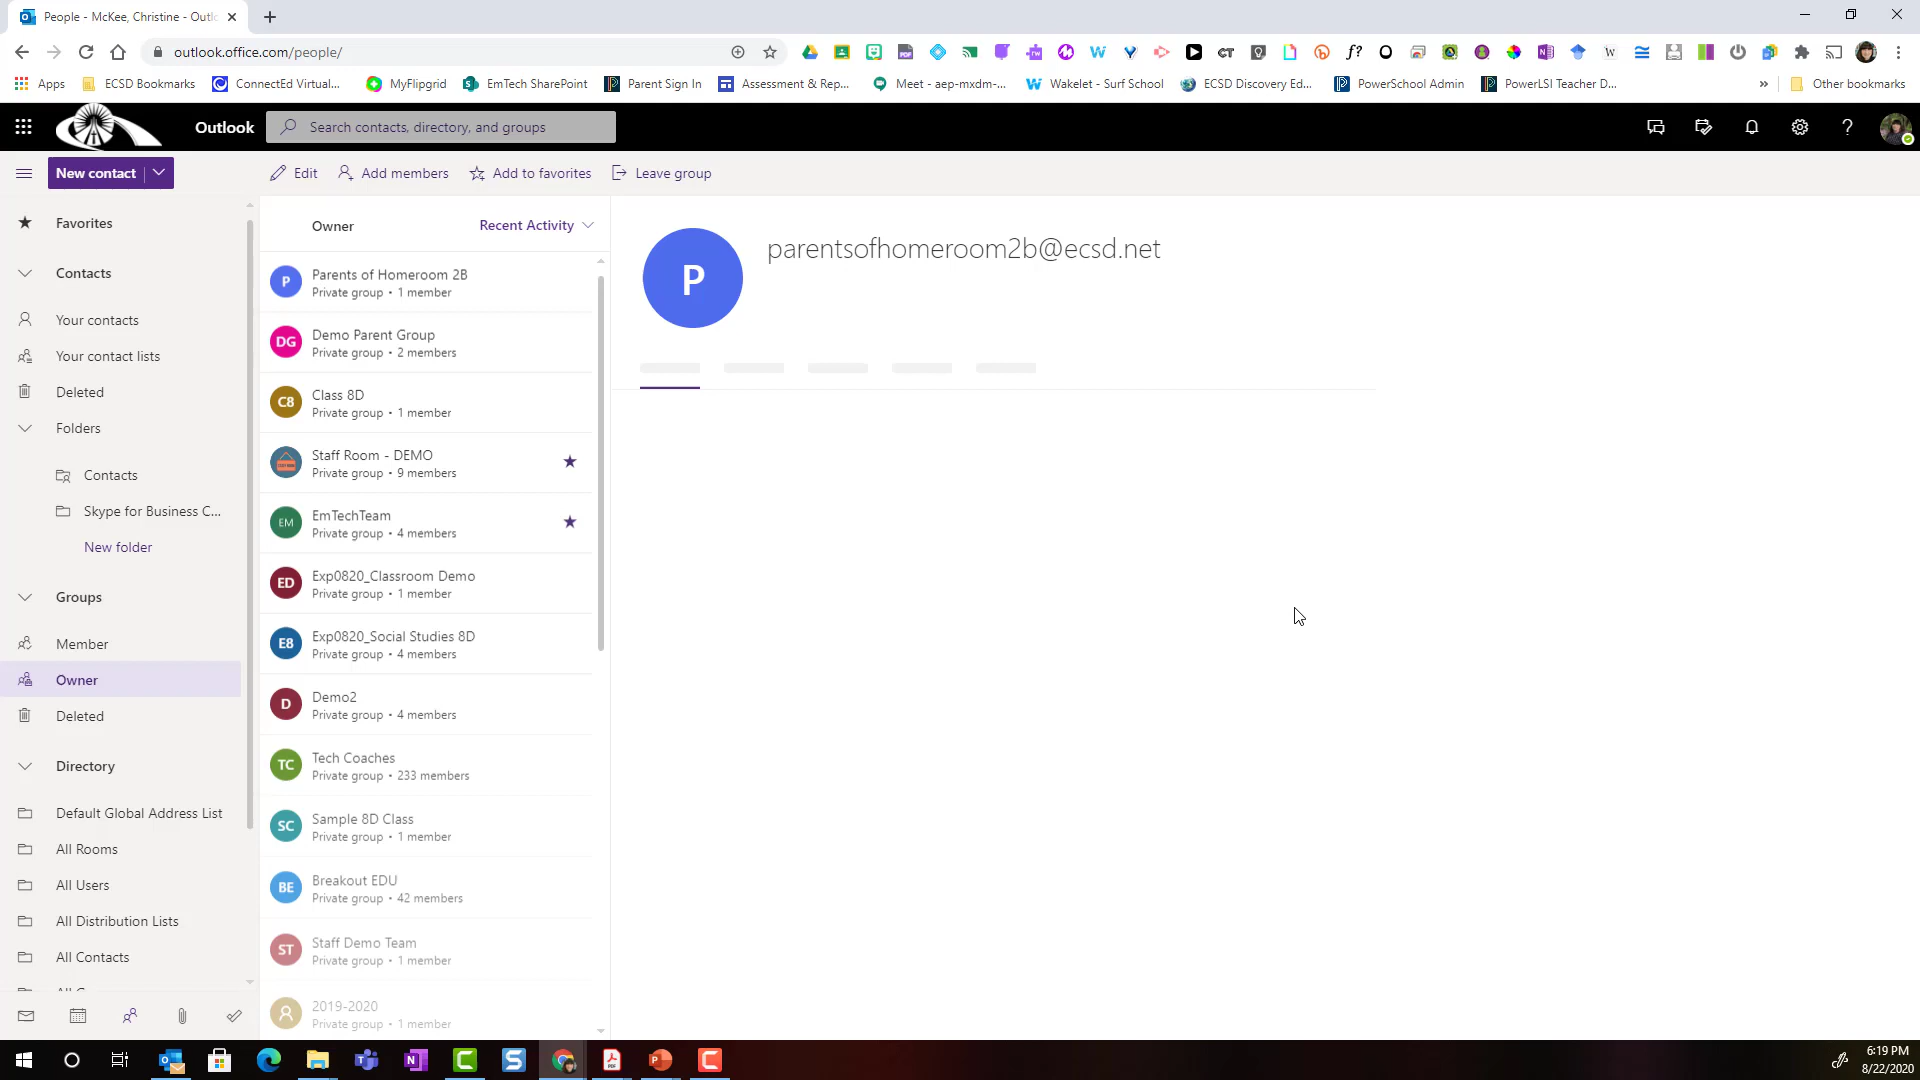 People - McKee, Christine - Outlo
outlook.office.com/people/
Apps
ECSD Bookmarks
ConnectEd Virtual...
MyFlipgrid
EmTech SharePoint
Parent Sign In
Assessment & Rep...
Meet - aep-mxdm-...
Wakelet - Surf School
ECSD Discovery Ed...
PowerSchool Admin
PowerLSI Teacher D...
»
Other bookmarks
Outlook
Search contacts, directory, and groups
New contact
Edit
Add members
Add to favorites
Leave group
Favorites
Contacts
Your contacts
Your contact lists
Deleted
Folders
Contacts
Skype for Business C...
New folder
Groups
Member
Owner
Deleted
Directory
Default Global Address List
All Rooms
All Users
All Distribution Lists
All Contacts
Owner
Recent Activity
P
Parents of Homeroom 2B
Private group • 1 member
DG
Demo Parent Group
Private group • 2 members
C8
Class 8D
Private group • 1 member
Staff Room - DEMO
Private group • 9 members
EM
EmTechTeam
Private group • 4 members
ED
Exp0820_Classroom Demo
Private group • 1 member
E8
Exp0820_Social Studies 8D
Private group • 4 members
D
Demo2
Private group • 4 members
TC
Tech Coaches
Private group • 233 members
SC
Sample 8D Class
Private group • 1 member
BE
Breakout EDU
Private group • 42 members
ST
Staff Demo Team
Private group • 1 member
2019-2020
Private group • 1 member
P
parentsofhomeroom2b@ecsd.net
6:19 PM
8/22/2020